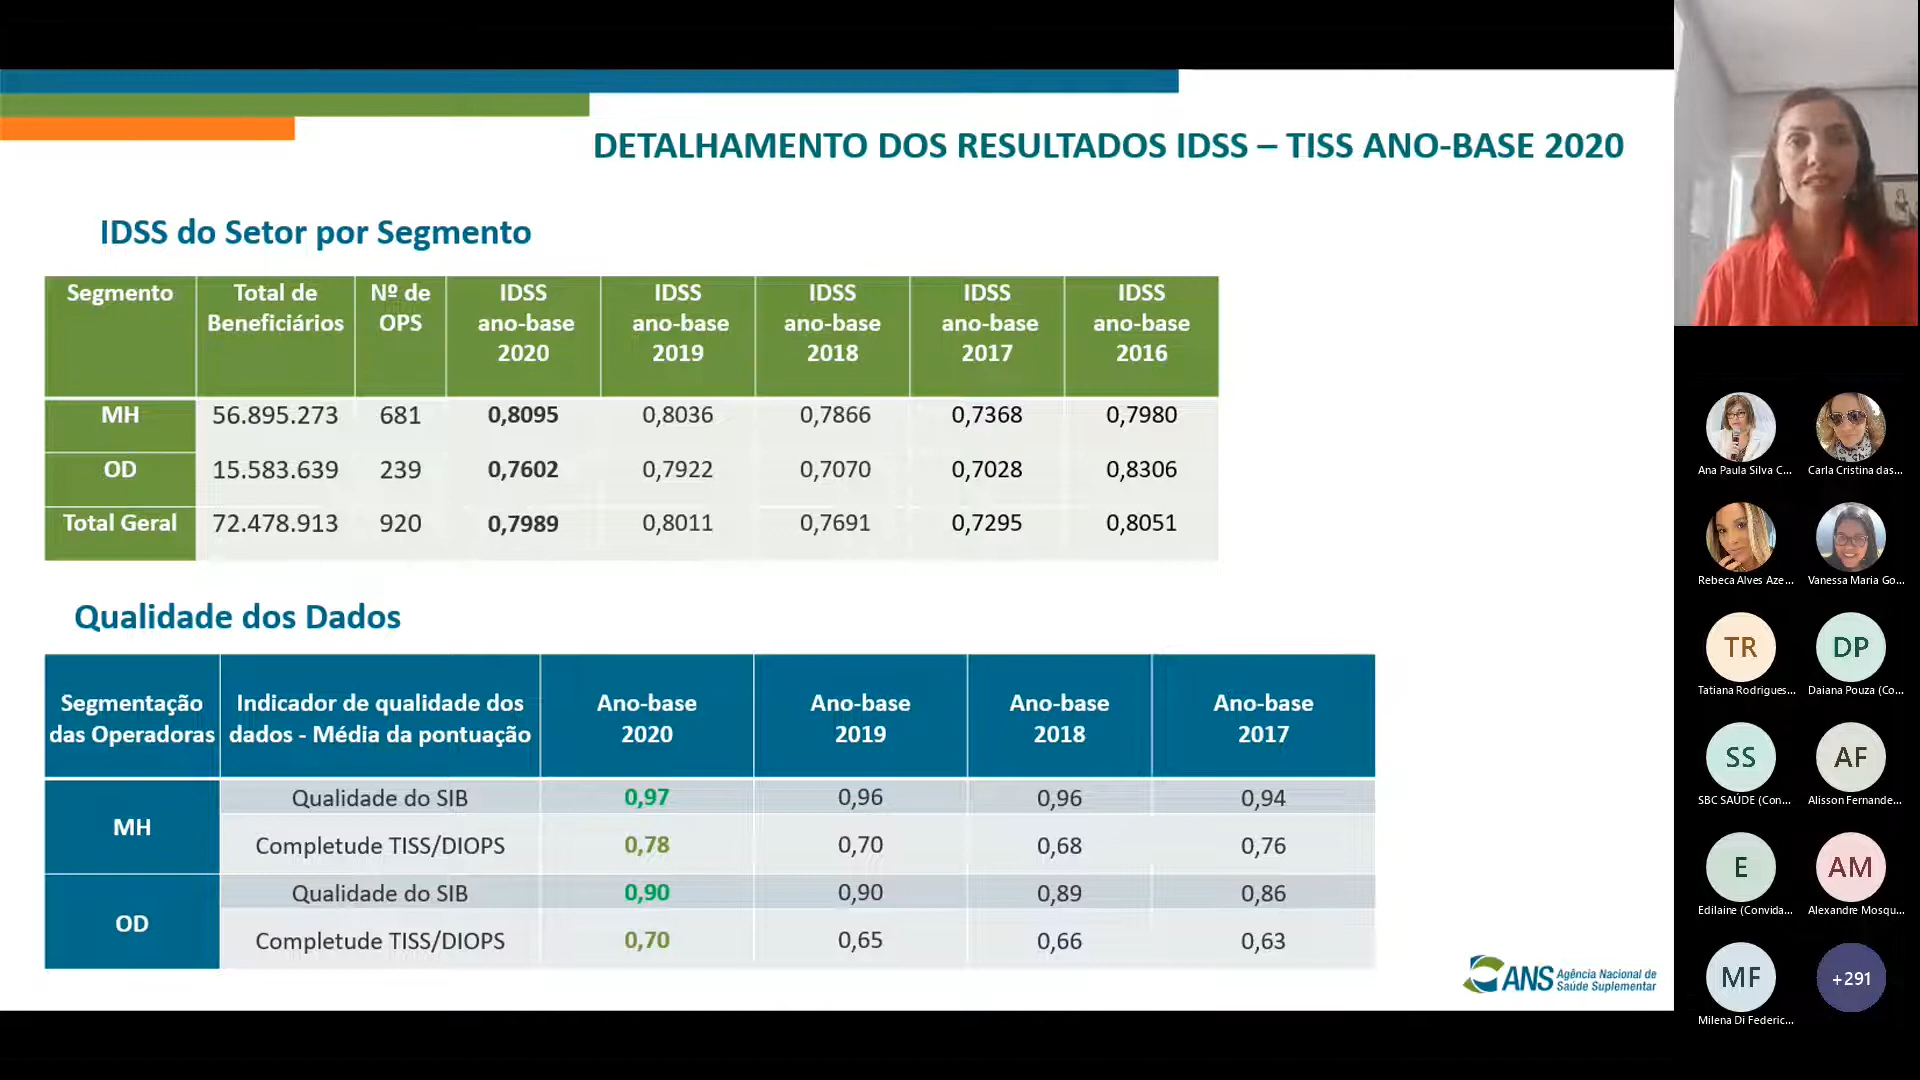 DETALHAMENTO DOS RESULTADOS IDSS – TISS ANO-BASE 2020
IDSS do Setor por Segmento
Segmento Total de Beneficiários Nº de OPS IDSS ano-base 2020 IDSS ano-base 2019 IDSS ano-base 2018 IDSS ano-base 2017 IDSS ano-base 2016
MH 56.895.273 681 0,8095 0,8036 0,7866 0,7368 0,7980
OD 15.583.639 239 0,7602 0,7922 0,7070 0,7028 0,8306
Total Geral 72.478.913 920 0,7989 0,8011 0,7691 0,7295 0,8051
Qualidade dos Dados
Segmentação das Operadoras Indicador de qualidade dos dados - Média da pontuação Ano-base 2020 Ano-base 2019 Ano-base 2018 Ano-base 2017
MH
Qualidade do SIB 0,97 0,96 0,96 0,94
Completude TISS/DIOPS 0,78 0,70 0,68 0,76
OD
Qualidade do SIB 0,90 0,90 0,89 0,86
Completude TISS/DIOPS 0,70 0,65 0,66 0,63
ANS Agência Nacional de
Saúde Suplementar
Ana Paula Silva C... Carla Cristina das...
Rebeca Alves Aze... Vanessa Maria Go...
TR DP
Tatiana Rodrigues... Daiana Pouza (Co...
SS AF
SBC SAÚDE (Con... Alisson Fernande...
E AM
Edilaine (Convida... Alexandre Mosqu...
MF +291
Milena Di Federic...